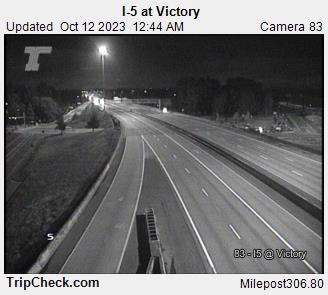 I-5 at Victory
Updated Oct 12 2023 12:44 AM Camera 83
T
S
83 - I5 @ Victory
TripCheck.com Milepost306.80